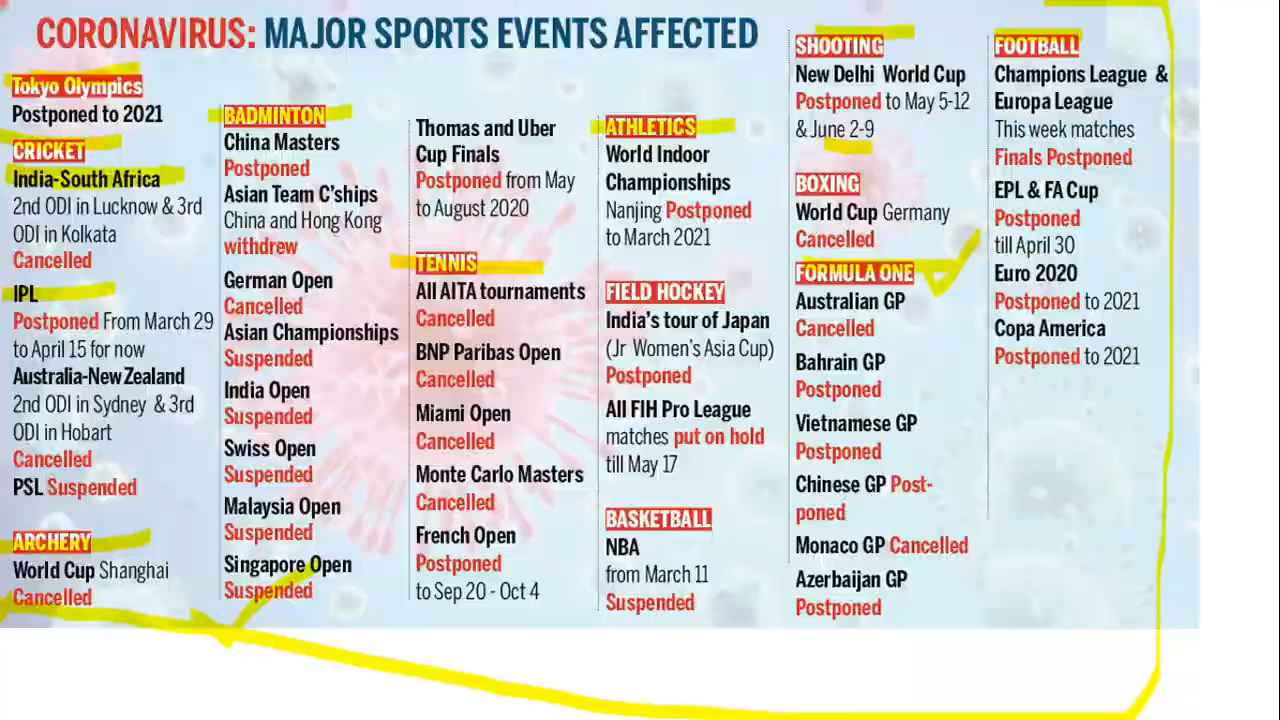 CORONAVIRUS: MAJOR SPORTS EVENTS AFFECTED
Tokyo Olympics
Postponed to 2021
CRICKET
India-South Africa
2nd ODI in Lucknow & 3rd
ODI in Kolkata
Cancelled
IPL
Postponed From March 29
to April 15 for now
Australia-New Zealand
2nd ODI in Sydney & 3rd
ODI in Hobart
Cancelled
PSL Suspended
ARCHERY
World Cup Shanghai
Cancelled
BADMINTON
China Masters
Postponed
Asian Team C'ships
China and Hong Kong
withdrew
German Open
Cancelled
Asian Championships
Suspended
India Open
Suspended
Swiss Open
Suspended
Malaysia Open
Suspended
Singapore Open
Suspended
Thomas and Uber
Cup Finals
Postponed from May
to August 2020
TENNIS
All AITA tournaments
Cancelled
BNP Paribas Open
Cancelled
Miami Open
Cancelled
Monte Carlo Masters
Cancelled
French Open
Postponed
to Sep 20 - Oct 4
ATHLETICS
World Indoor
Championships
Nanjing Postponed
to March 2021
FIELD HOCKEY
India's tour of Japan
(Jr Women's Asia Cup)
Postponed
All FIH Pro League
matches put on hold
till May 17
BASKETBALL
NBA
from March 11
Suspended
SHOOTING
New Delhi World Cup
Postponed to May 5-12
& June 2-9
BOXING
World Cup Germany
Cancelled
FORMULA ONE
Australian GP
Cancelled
Bahrain GP
Postponed
Vietnamese GP
Postponed
Chinese GP Post-
poned
Monaco GP Cancelled
Azerbaijan GP
Postponed
FOOTBALL
Champions League &
Europa League
This week matches
Finals Postponed
EPL & FA Cup
Postponed
till April 30
Euro 2020
Postponed to 2021
Copa America
Postponed to 2021